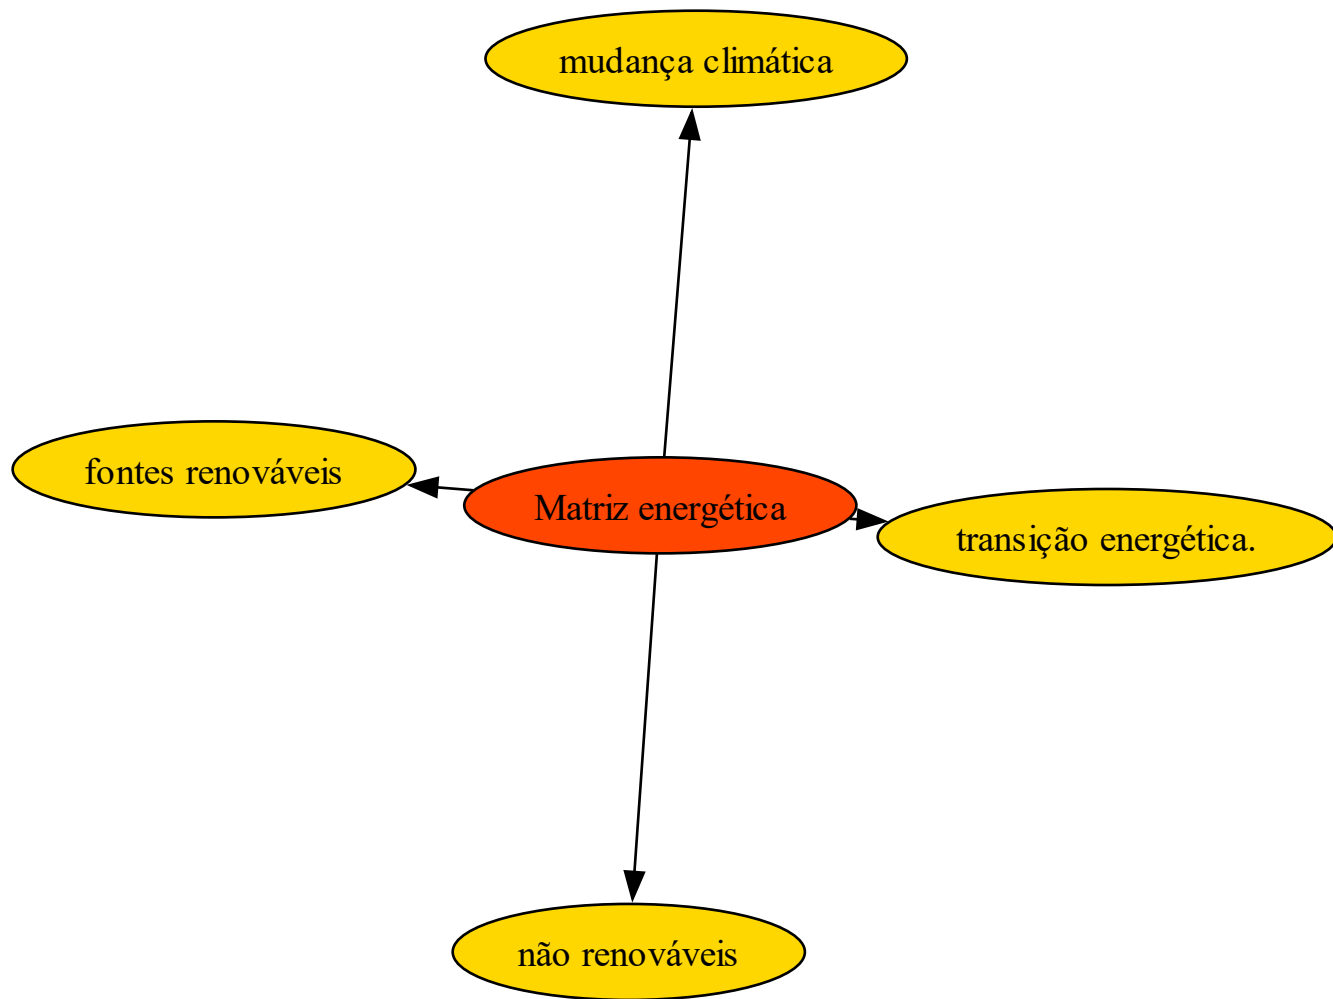 mudança climática
fontes renováveis
Matriz energética
transição energética.
não renováveis